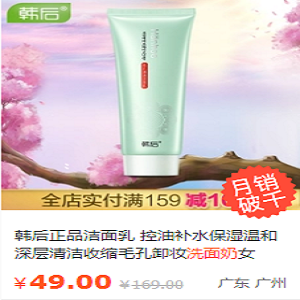 韩后
韩后
全店实付满159 减1
月销
破千
韩后正品洁面乳 控油补水保湿温和
深层清洁收缩毛孔卸妆洗面奶女
¥49.00 ¥169.00 广东 广州